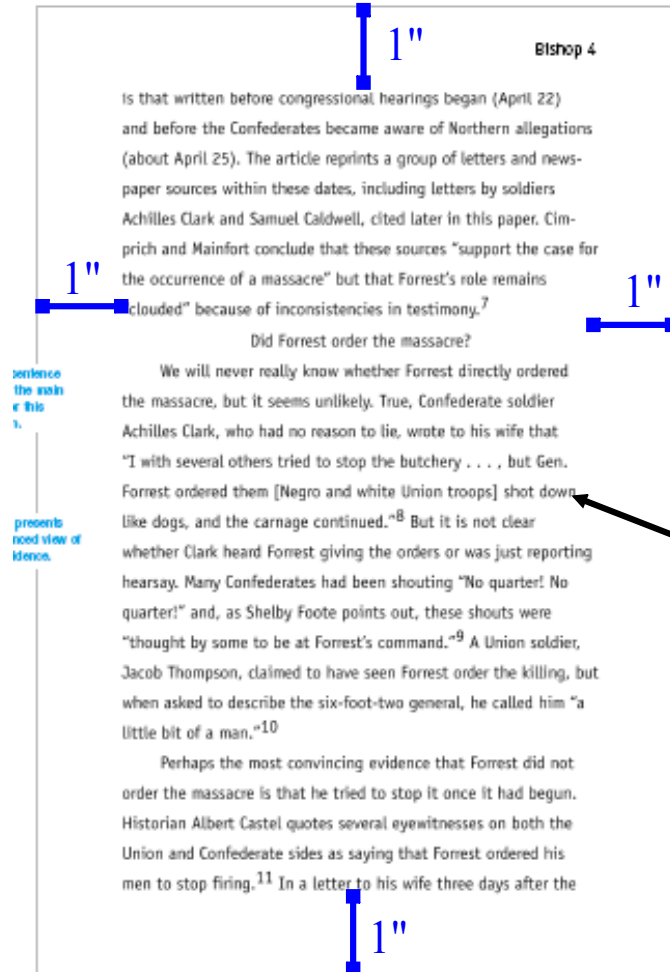 1"
Bishop 4
is that written before congressional hearings began (April 22)
and before the Confederates became aware of Northern allegations
(about April 25). The article reprints a group of letters and news-
paper sources within these dates, including letters by soldiers
Achilles Clark and Samuel Caldwell, cited later in this paper. Cim-
prich and Mainfort conclude that these sources “support the case for
the occurrence of a massacre” but that Forrest’s role remains
clouded” because of inconsistencies in testimony.7
1"
1"
Did Forrest order the massacre?
We will never really know whether Forrest directly ordered
the massacre, but it seems unlikely. True, Confederate soldier
Achilles Clark, who had no reason to lie, wrote to his wife that
“I with several others tried to stop the butchery . . . , but Gen.
Forrest ordered them [Negro and white Union troops] shot down
like dogs, and the carnage continued.”8 But it is not clear
whether Clark heard Forrest giving the orders or was just reporting
hearsay. Many Confederates had been shouting “No quarter! No
quarter!” and, as Shelby Foote points out, these shouts were
“thought by some to be at Forrest’s command.”9 A Union soldier,
Jacob Thompson, claimed to have seen Forrest order the killing, but
when asked to describe the six-foot-two general, he called him “a
little bit of a man.”10
Perhaps the most convincing evidence that Forrest did not
order the massacre is that he tried to stop it once it had begun.
Historian Albert Castel quotes several eyewitnesses on both the
Union and Confederate sides as saying that Forrest ordered his
men to stop firing.11 In a letter to his wife three days after the
1"
the main
this
presents
view of